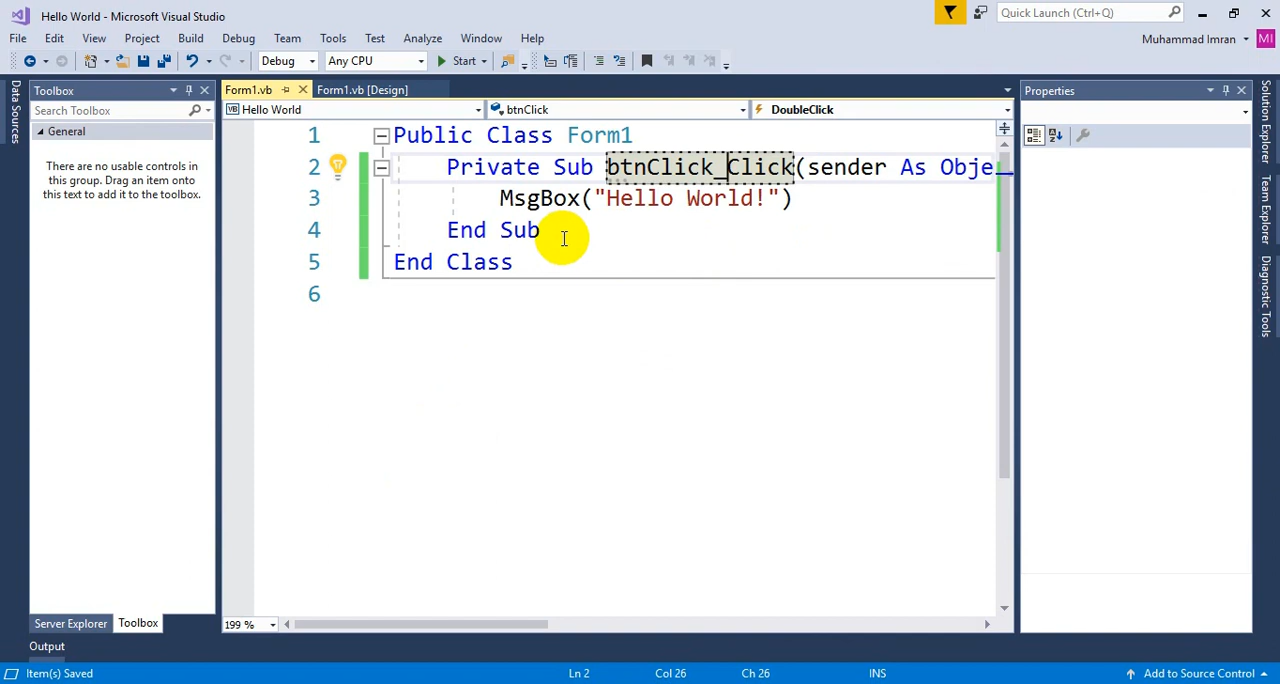 Hello World - Microsoft Visual Studio
Quick Launch (Ctrl+Q)
File Edit View Project Build Debug Team Tools Test Analyze Window Help
Muhammad Imran MI
Debug Any CPU Start
Data Sources
Toolbox
Search Toolbox
General
There are no usable controls in
this group. Drag an item onto
this text to add it to the toolbox.
Server Explorer Toolbox
Form1.vb Form1.vb [Design]
VB Hello World btnClick DoubleClick
1 Public Class Form1
2 Private Sub btnClick_Click(sender As Obje
3 MsgBox("Hello World!")
4 End Sub
5 End Class
6
199 %
Properties
Solution Explorer
Team Explorer
Diagnostic Tools
Output
Item(s) Saved Ln 2 Col 26 Ch 26 INS Add to Source Control